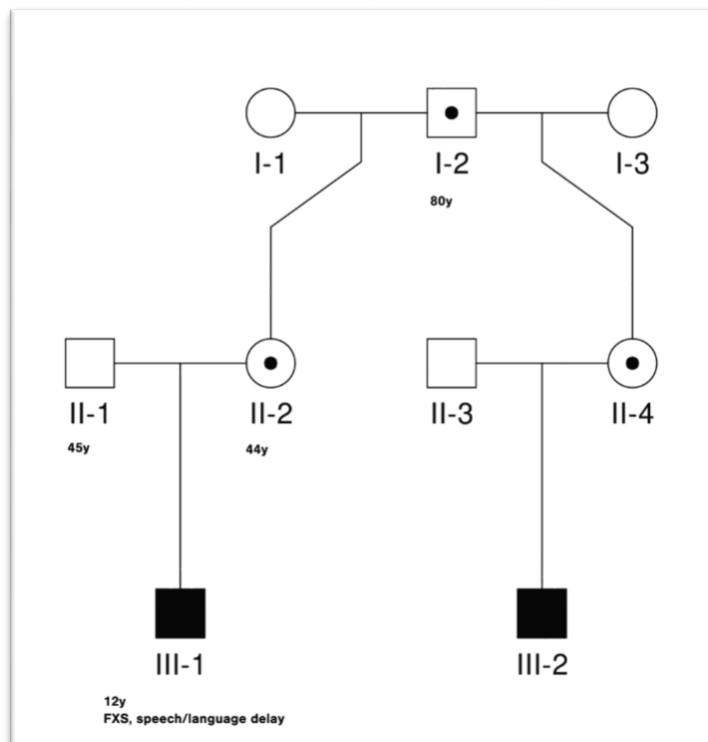 I-1
I-2
I-3
80y
II-1
II-2
II-3
II-4
45y
44y
III-1
III-2
12y
FXS, speech/language delay